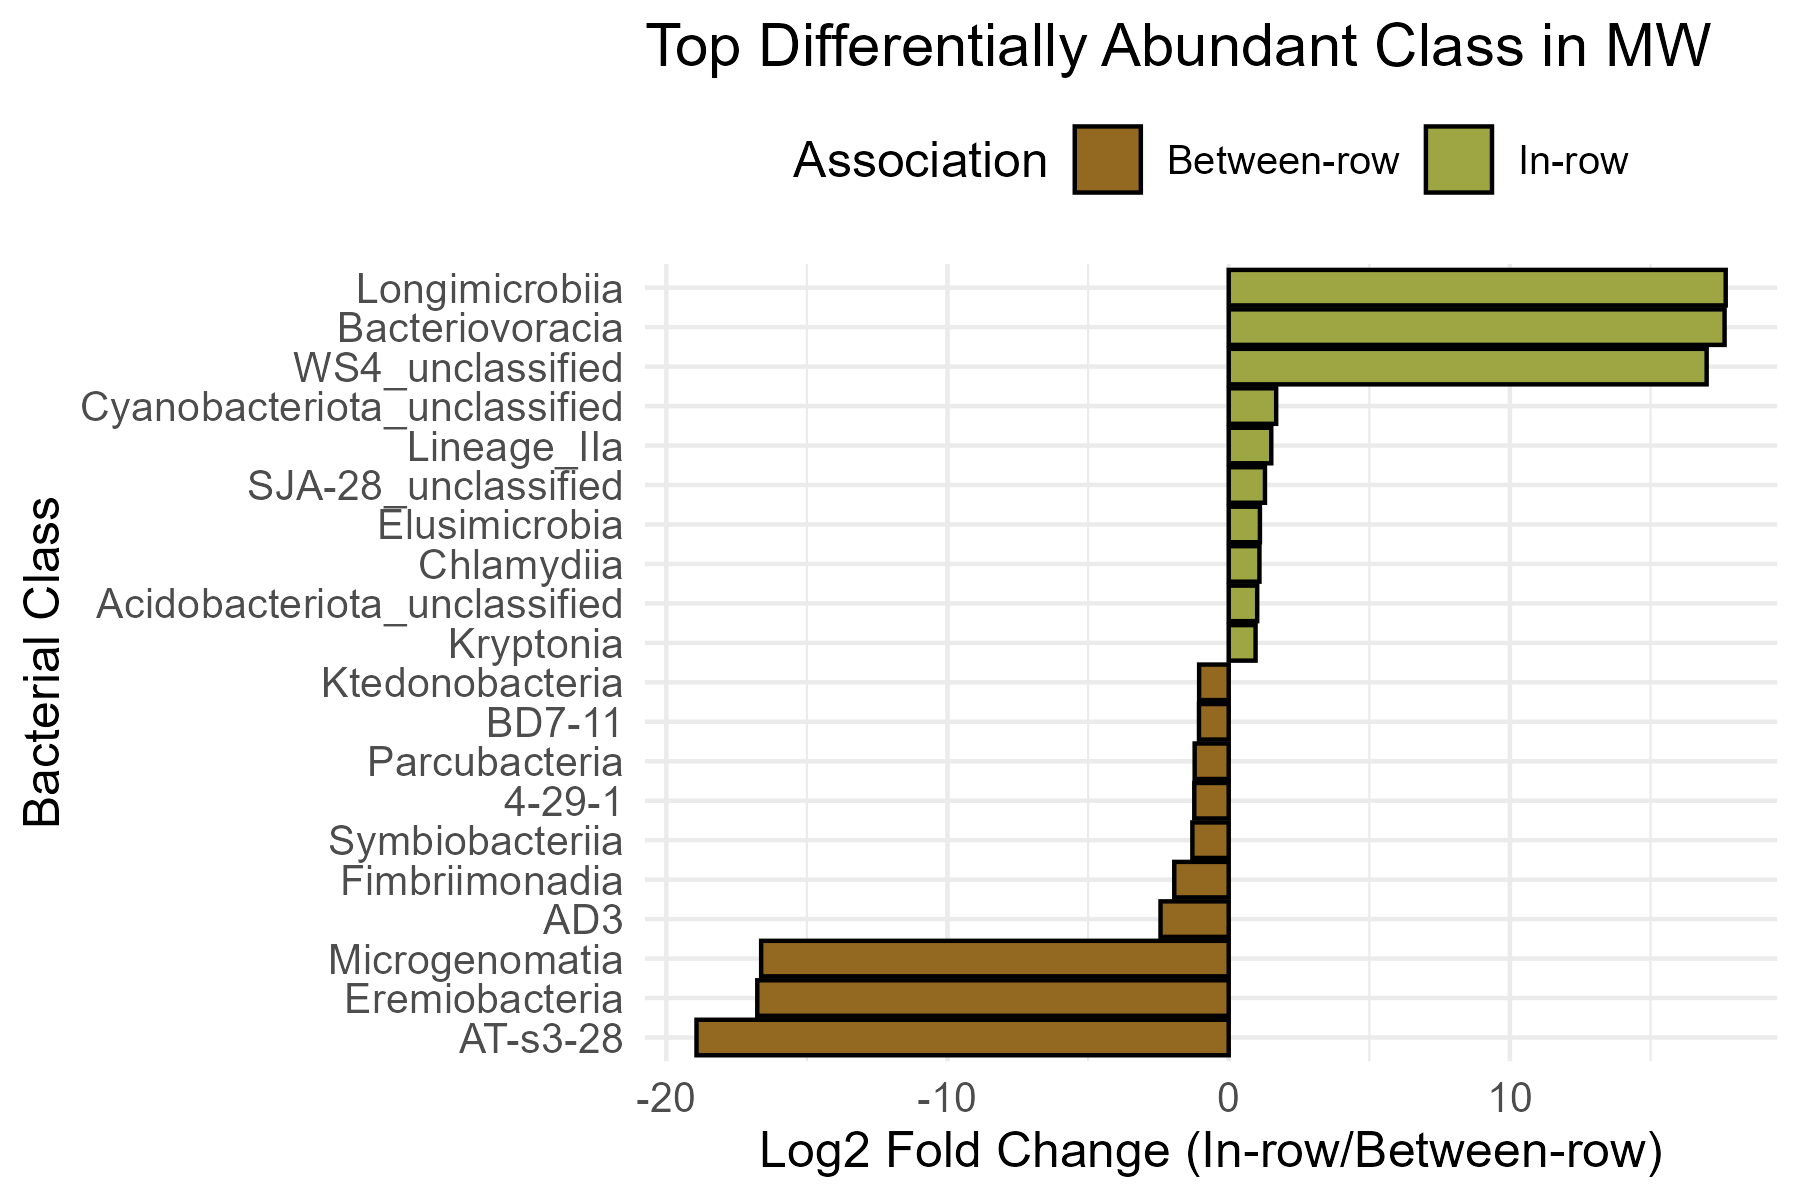 Top Differentially Abundant Class in MW
Association Between-row In-row
Bacterial Class
Longimicrobiia
Bacteriovoracia
WS4_unclassified
Cyanobacteriota_unclassified
Lineage_IIa
SJA-28_unclassified
Elusimicrobia
Chlamydiia
Acidobacteriota_unclassified
Kryptonia
Ktedonobacteria
BD7-11
Parcubacteria
4-29-1
Symbiobacteriia
Fimbriimonadia
AD3
Microgenomatia
Eremiobacteria
AT-s3-28
-20 -10 0 10
Log2 Fold Change (In-row/Between-row)